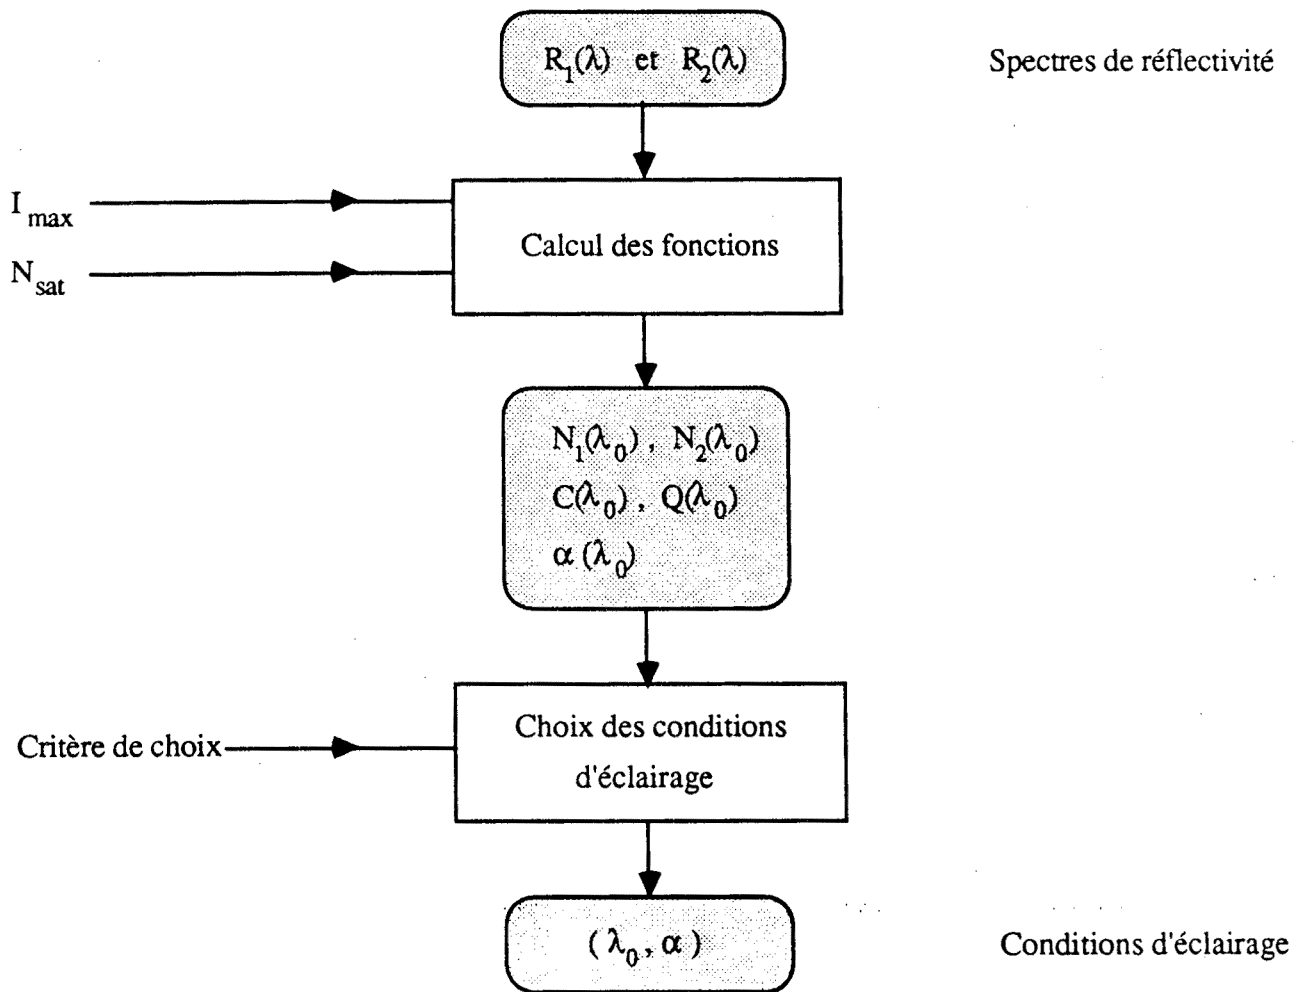 R₁(λ) et R₂(λ)
Spectres de réflectivité
I max
N sat
Calcul des fonctions
N₁(λ₀) , N₂(λ₀)
C(λ₀) , Q(λ₀)
α (λ₀)
Critère de choix
Choix des conditions
d'éclairage
( λ₀, α )
Conditions d'éclairage